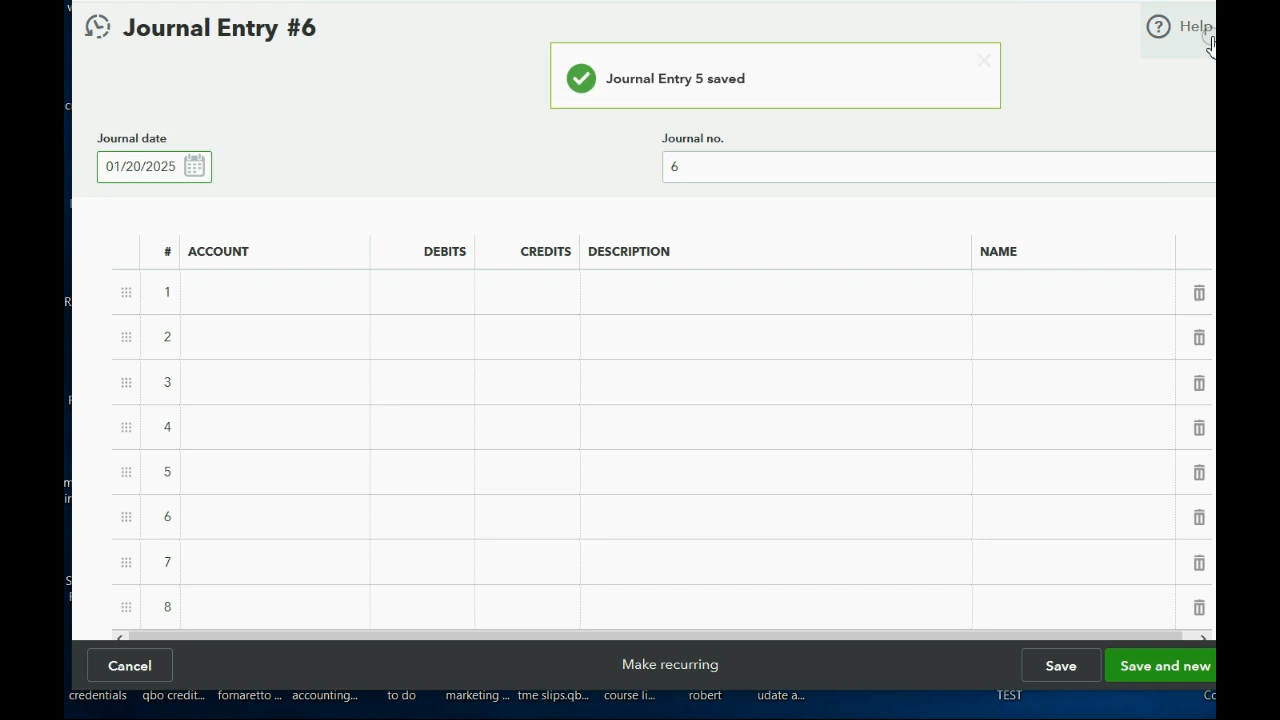 Journal Entry #6
Help
Journal Entry 5 saved
Journal date
Journal no.
01/20/2025
6
# ACCOUNT DEBITS CREDITS DESCRIPTION NAME
1
2
3
4
5
6
7
8
Cancel Make recurring Save Save and new
credentials qbo credit... fornaretto ... accounting... to do marketing ... tme slips.qb... course li... robert udate a... TEST